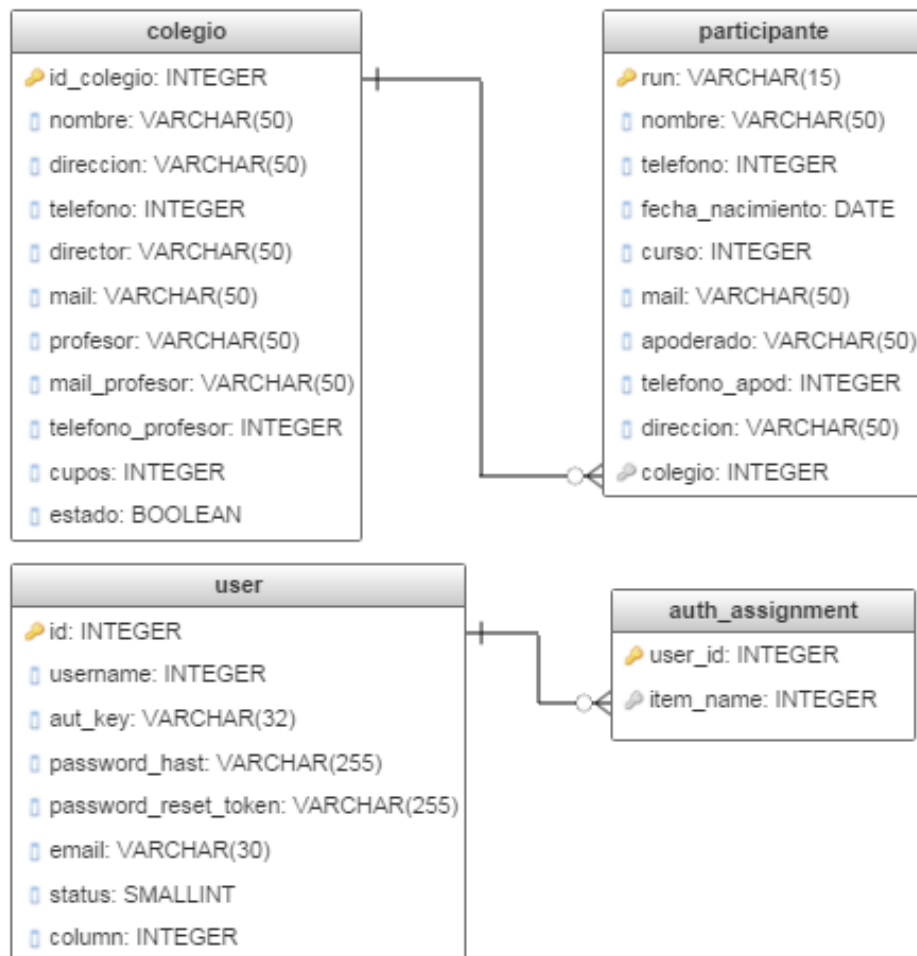 colegio
id_colegio: INTEGER
nombre: VARCHAR(50)
direccion: VARCHAR(50)
telefono: INTEGER
director: VARCHAR(50)
mail: VARCHAR(50)
profesor: VARCHAR(50)
mail_profesor: VARCHAR(50)
telefono_profesor: INTEGER
cupos: INTEGER
estado: BOOLEAN
participante
run: VARCHAR(15)
nombre: VARCHAR(50)
telefono: INTEGER
fecha_nacimiento: DATE
curso: INTEGER
mail: VARCHAR(50)
apoderado: VARCHAR(50)
telefono_apod: INTEGER
direccion: VARCHAR(50)
colegio: INTEGER
user
id: INTEGER
username: INTEGER
aut_key: VARCHAR(32)
password_hast: VARCHAR(255)
password_reset_token: VARCHAR(255)
email: VARCHAR(30)
status: SMALLINT
column: INTEGER
auth_assignment
user_id: INTEGER
item_name: INTEGER